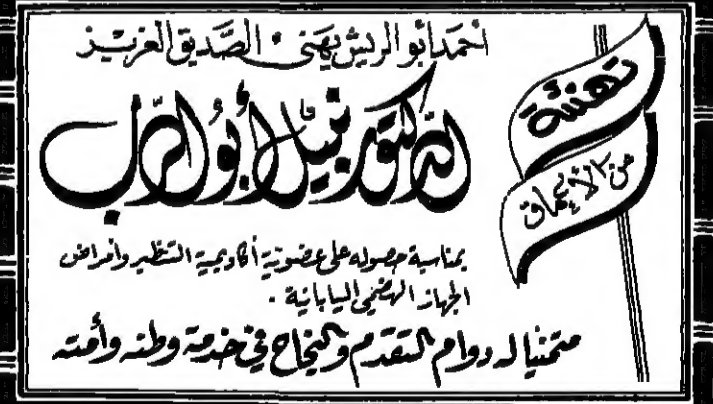 تهنئة
من الأعماق
أحمد أبو الريش يهنئ الصديق العزيز
الدكتور نبيل أبو الرب
بمناسبة حصوله على عضوية أكاديمية التنظير وأمراض
الجهاز الهضمي اليابانية .
متمنيا له دوام التقدم والنجاح في خدمة وطنه وأمته